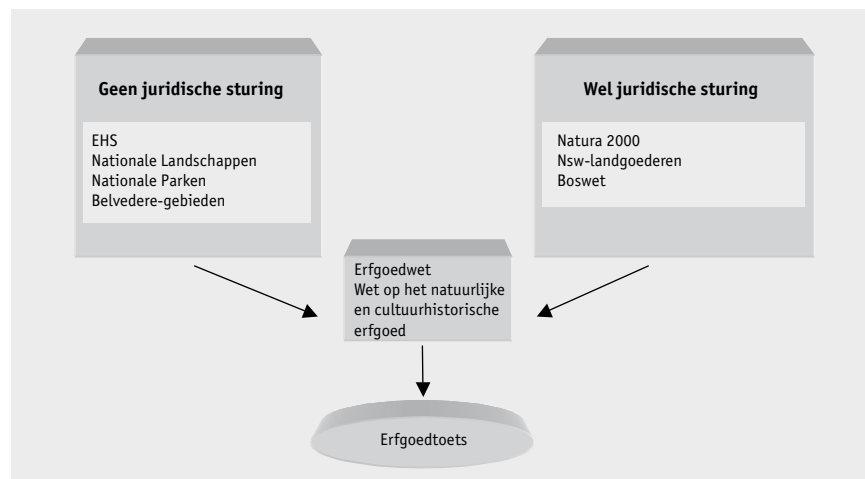 Geen juridische sturing
EHS
Nationale Landschappen
Nationale Parken
Belvedere-gebieden
Wel juridische sturing
Natura 2000
Nsw-landgoederen
Boswet
Erfgoedwet
Wet op het natuurlijke
en cultuurhistorische
erfgoed
Erfgoedtoets